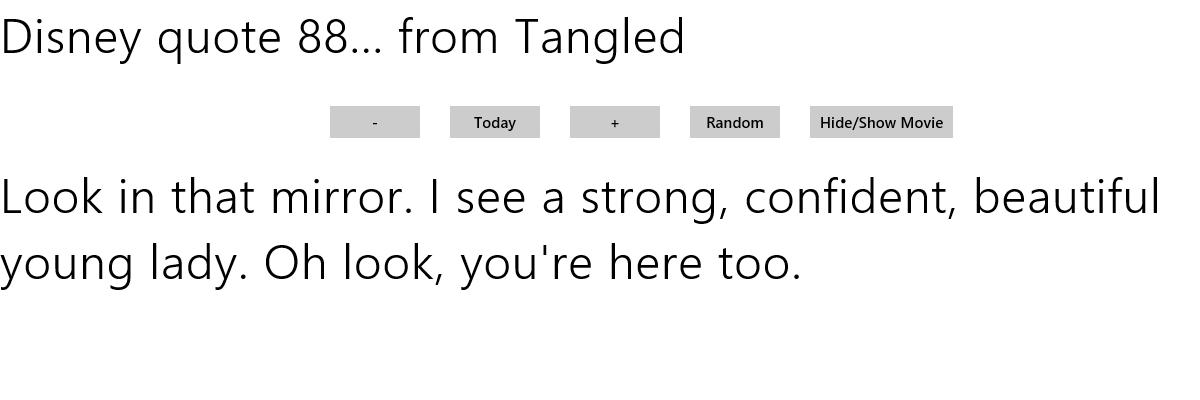 Disney quote 88... from Tangled
- Today + Random Hide/Show Movie
Look in that mirror. I see a strong, confident, beautiful
young lady. Oh look, you're here too.